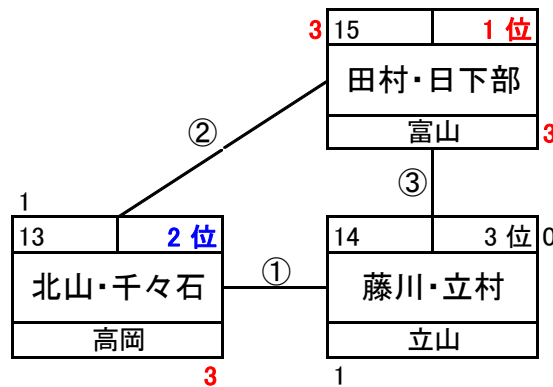 3 15 1 位
田村・日下部
富山 3
②
③
1
13 2 位
北山・千々石
高岡
3
①
14 3 位 0
藤川・立村
立山
1